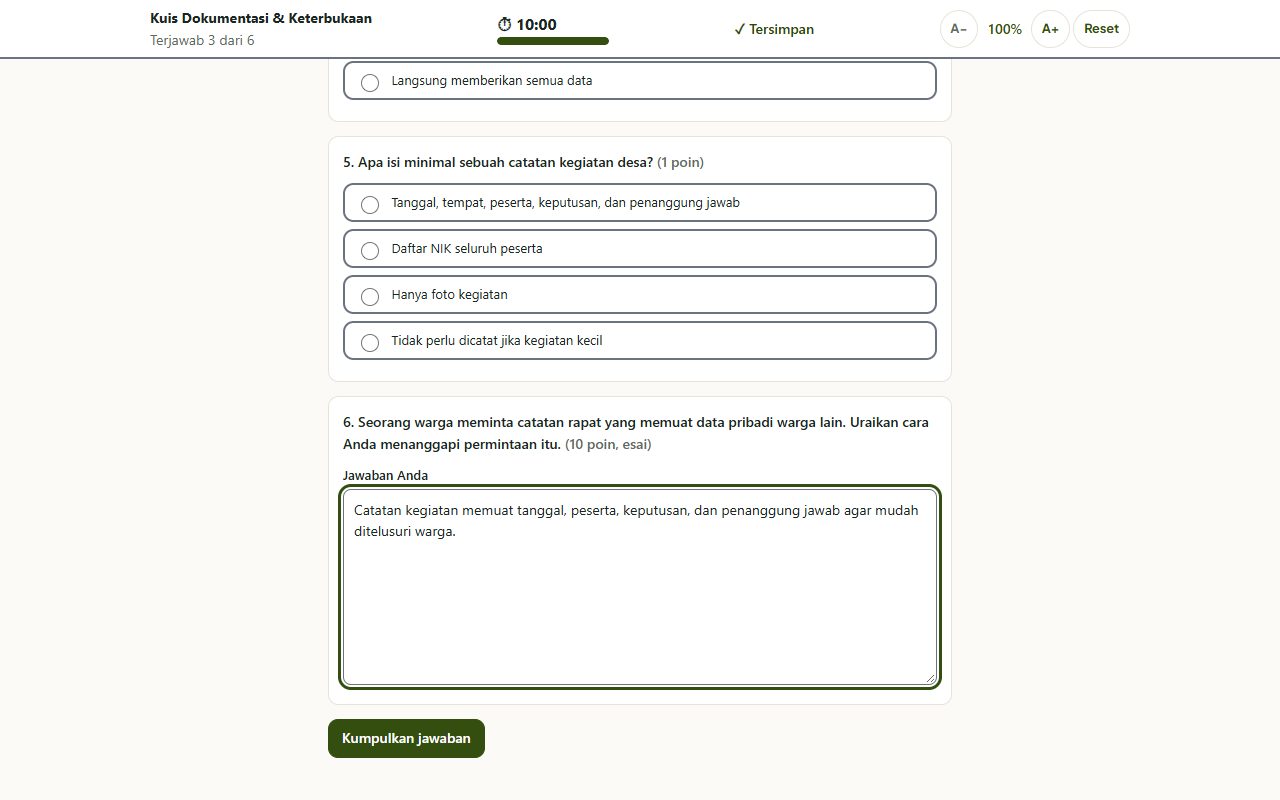 Kuis Dokumentasi & Keterbukaan
Terjawab 3 dari 6
10:00
✓ Tersimpan
A−
100%
A+
Reset
Langsung memberikan semua data
5. Apa isi minimal sebuah catatan kegiatan desa? (1 poin)
Tanggal, tempat, peserta, keputusan, dan penanggung jawab
Daftar NIK seluruh peserta
Hanya foto kegiatan
Tidak perlu dicatat jika kegiatan kecil
6. Seorang warga meminta catatan rapat yang memuat data pribadi warga lain. Uraikan cara
Anda menanggapi permintaan itu. (10 poin, esai)
Jawaban Anda
Catatan kegiatan memuat tanggal, peserta, keputusan, dan penanggung jawab agar mudah
ditelusuri warga.
Kumpulkan jawaban